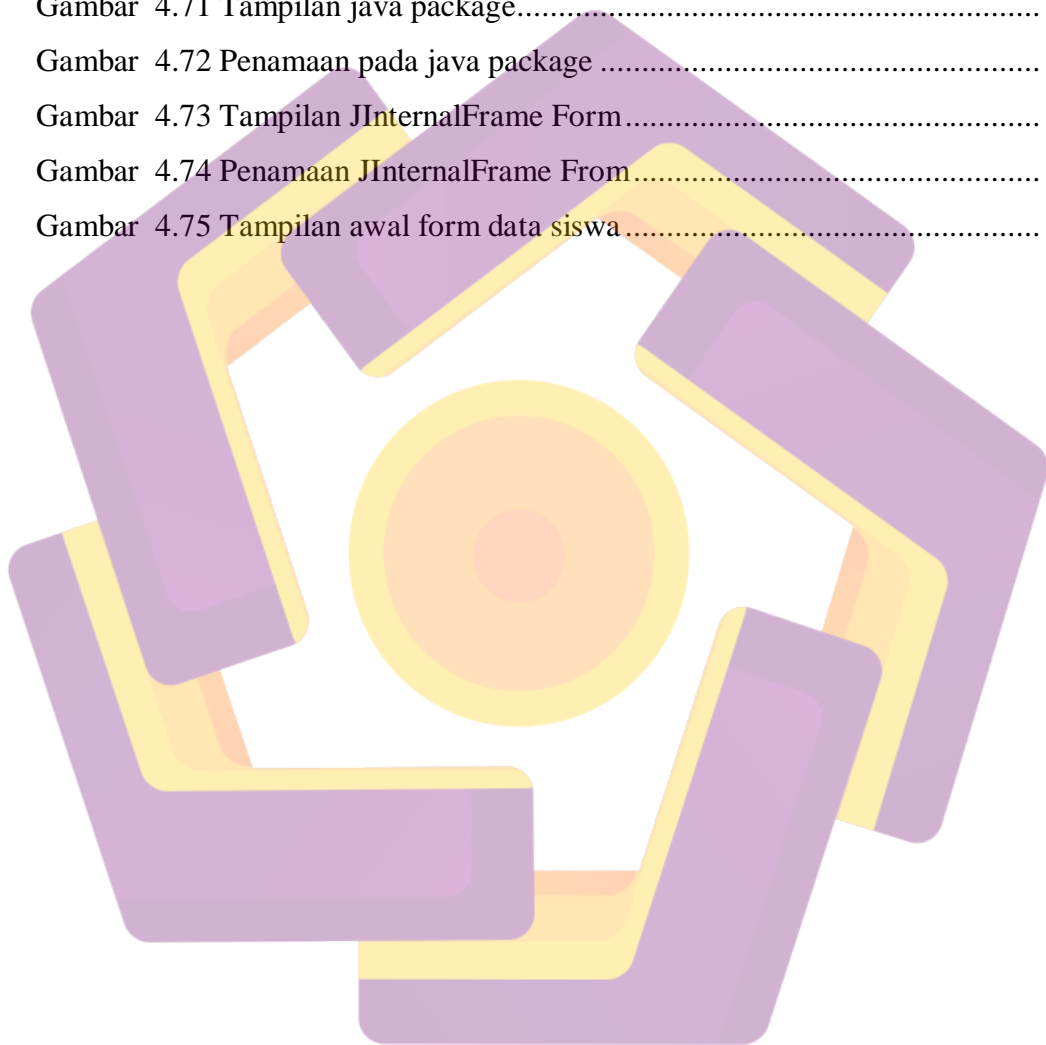 Gambar 4.71 Tampilan java package..................................................................
Gambar 4.72 Penamaan pada java package ........................................................
Gambar 4.73 Tampilan JInternalFrame Form.....................................................
Gambar 4.74 Penamaan JInternalFrame From....................................................
Gambar 4.75 Tampilan awal form data siswa.....................................................